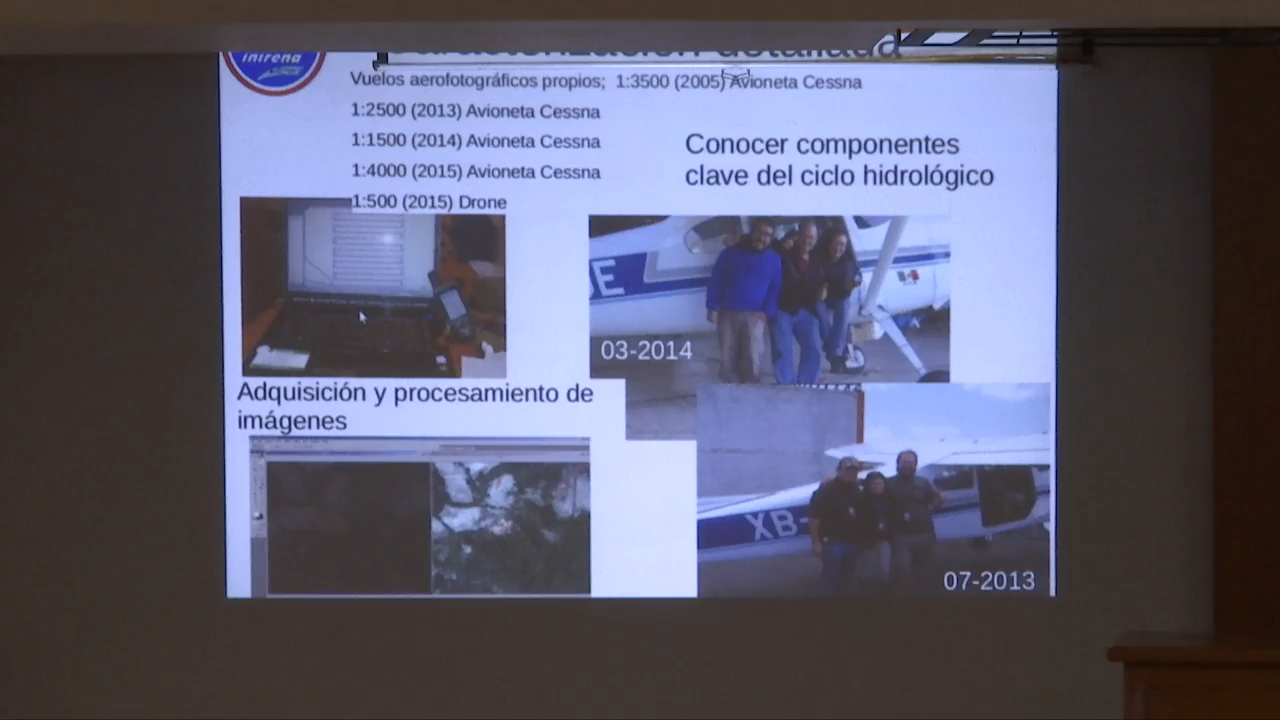 inirena
Caracterización detallada
Vuelos aerofotográficos propios; 1:3500 (2005) Avioneta Cessna
1:2500 (2013) Avioneta Cessna
1:1500 (2014) Avioneta Cessna
1:4000 (2015) Avioneta Cessna
1:500 (2015) Drone
Conocer componentes
clave del ciclo hidrológico
03-2014
Adquisición y procesamiento de
imágenes
XB-
07-2013